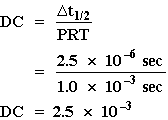 DC = Δt1/2 / PRT
= 2.5 × 10⁻⁶ sec / 1.0 × 10⁻³ sec
DC = 2.5 × 10⁻³